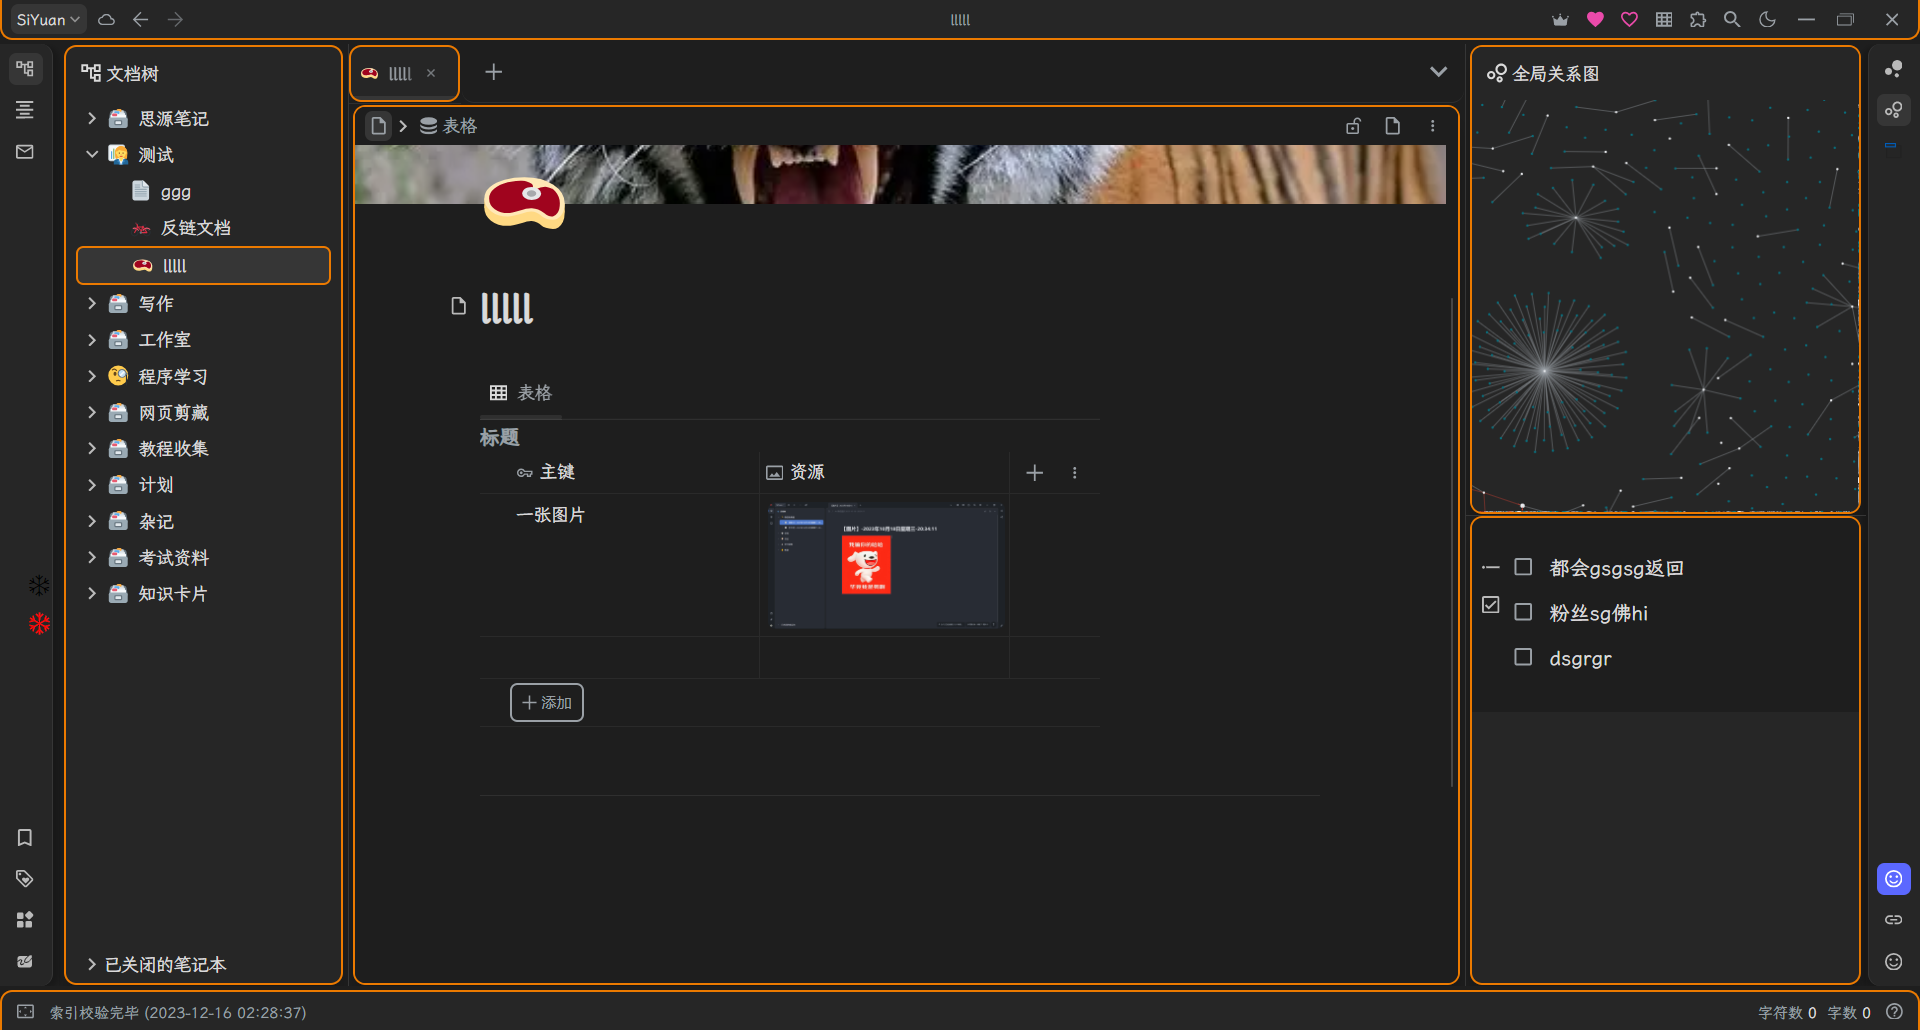 SiYuan
lllll
文档树
思源笔记
测试
ggg
反链文档
lllll
写作
工作室
程序学习
网页剪藏
教程收集
计划
杂记
考试资料
知识卡片
已关闭的笔记本
lllll
表格
lllll
表格
标题
主键
资源
一张图片
添加
全局关系图
都会gsgsg返回
粉丝sg佛hi
dsgrgr
索引校验完毕 (2023-12-16 02:28:37)
字符数 0 字数 0